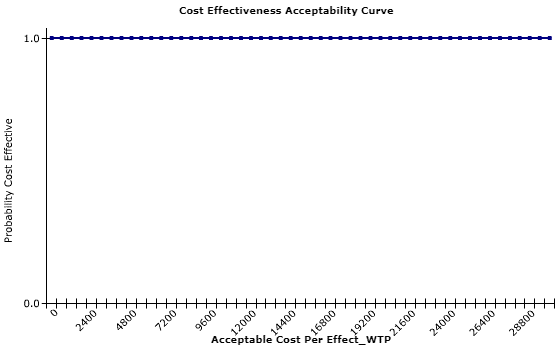 Cost Effectiveness Acceptability Curve
1.0
Probability Cost Effective
0.0
0 2400 4800 7200 9600 12000 14400 16800 19200 21600 24000 26400 28800
Acceptable Cost Per Effect_WTP